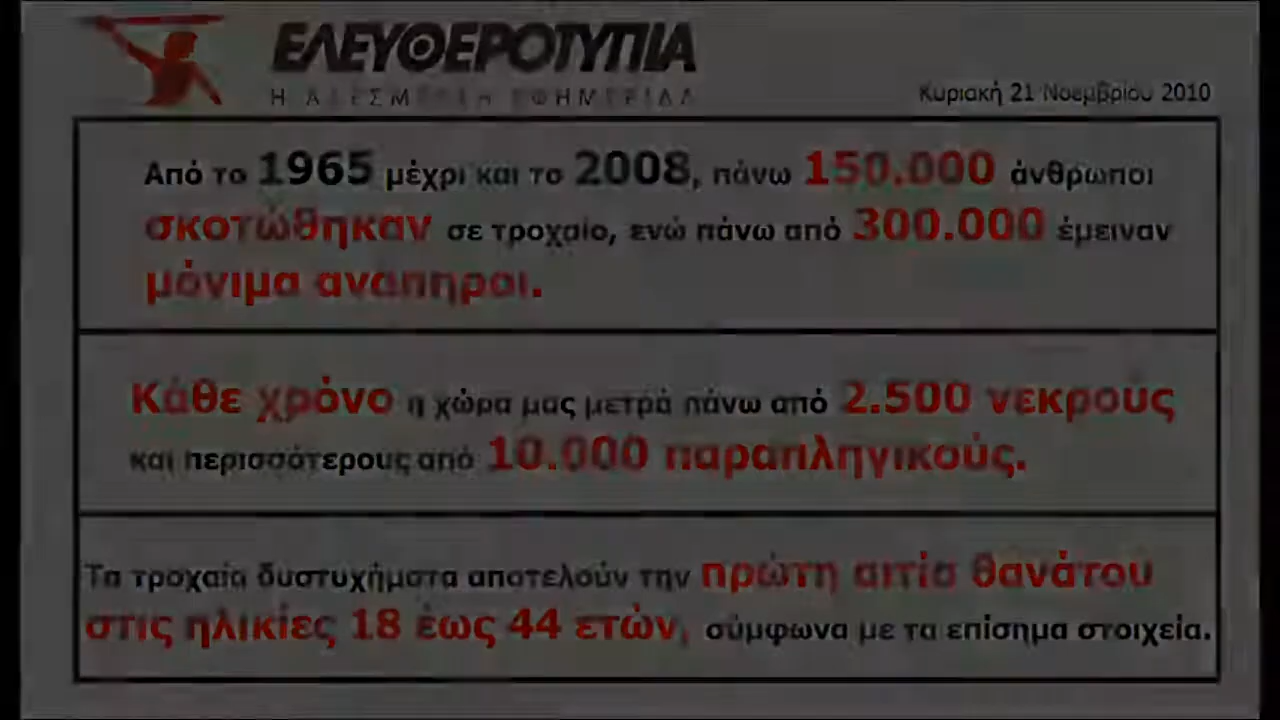 ΕΛΕΥΘΕΡΟΤΥΠΙΑ
Η ΑΔΕΣΜΕΥΤΗ ΕΦΗΜΕΡΙΔΑ
Κυριακή 21 Νοεμβρίου 2010
Από το 1965 μέχρι και το 2008, πάνω 150.000 άνθρωποι
σκοτώθηκαν σε τροχαίο, ενώ πάνω από 300.000 έμειναν
μόνιμα ανάπηροι.
Κάθε χρόνο η χώρα μας μετρά πάνω από 2.500 νεκρούς
και περισσότερους από 10.000 παραπληγικούς.
Τα τροχαία δυστυχήματα αποτελούν την πρώτη αιτία θανάτου
στις ηλικίες 18 έως 44 ετών, σύμφωνα με τα επίσημα στοιχεία.